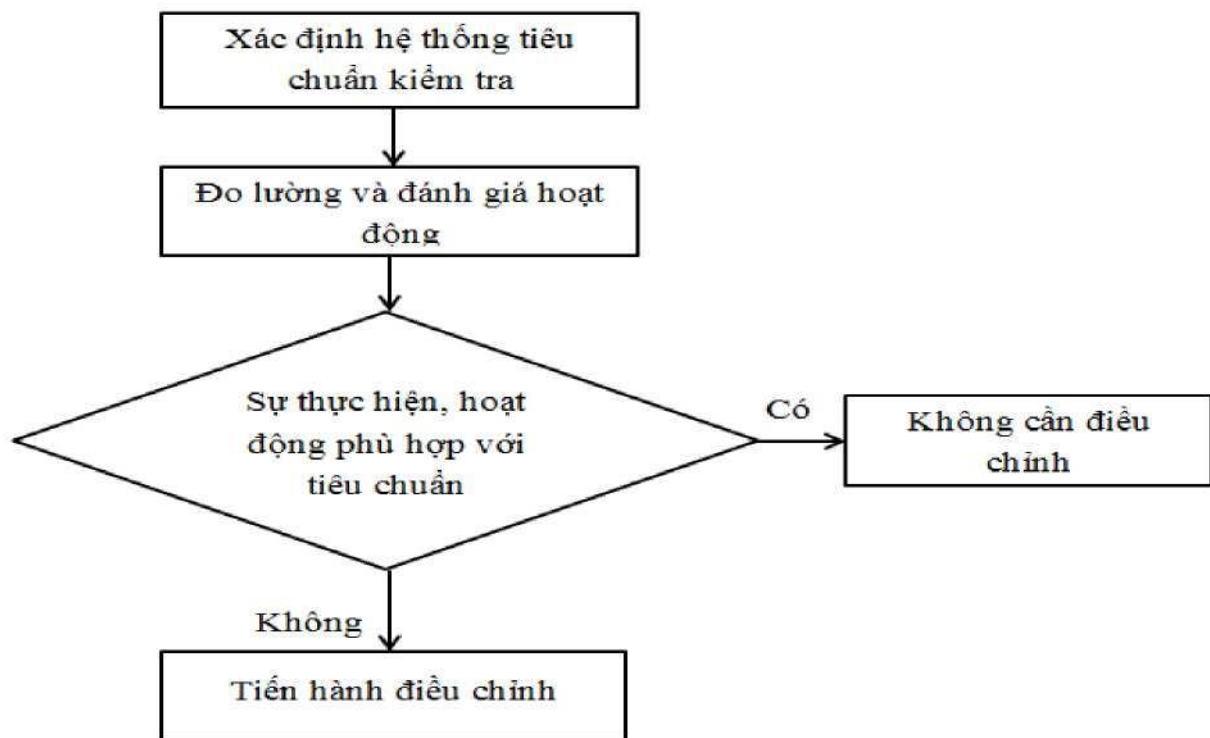 Xác định hệ thống tiêu
chuẩn kiểm tra
Đo lường và đánh giá hoạt
động
Sự thực hiện, hoạt
động phù hợp với
tiêu chuẩn
Có
Không cần điều
chỉnh
Không
Tiến hành điều chỉnh